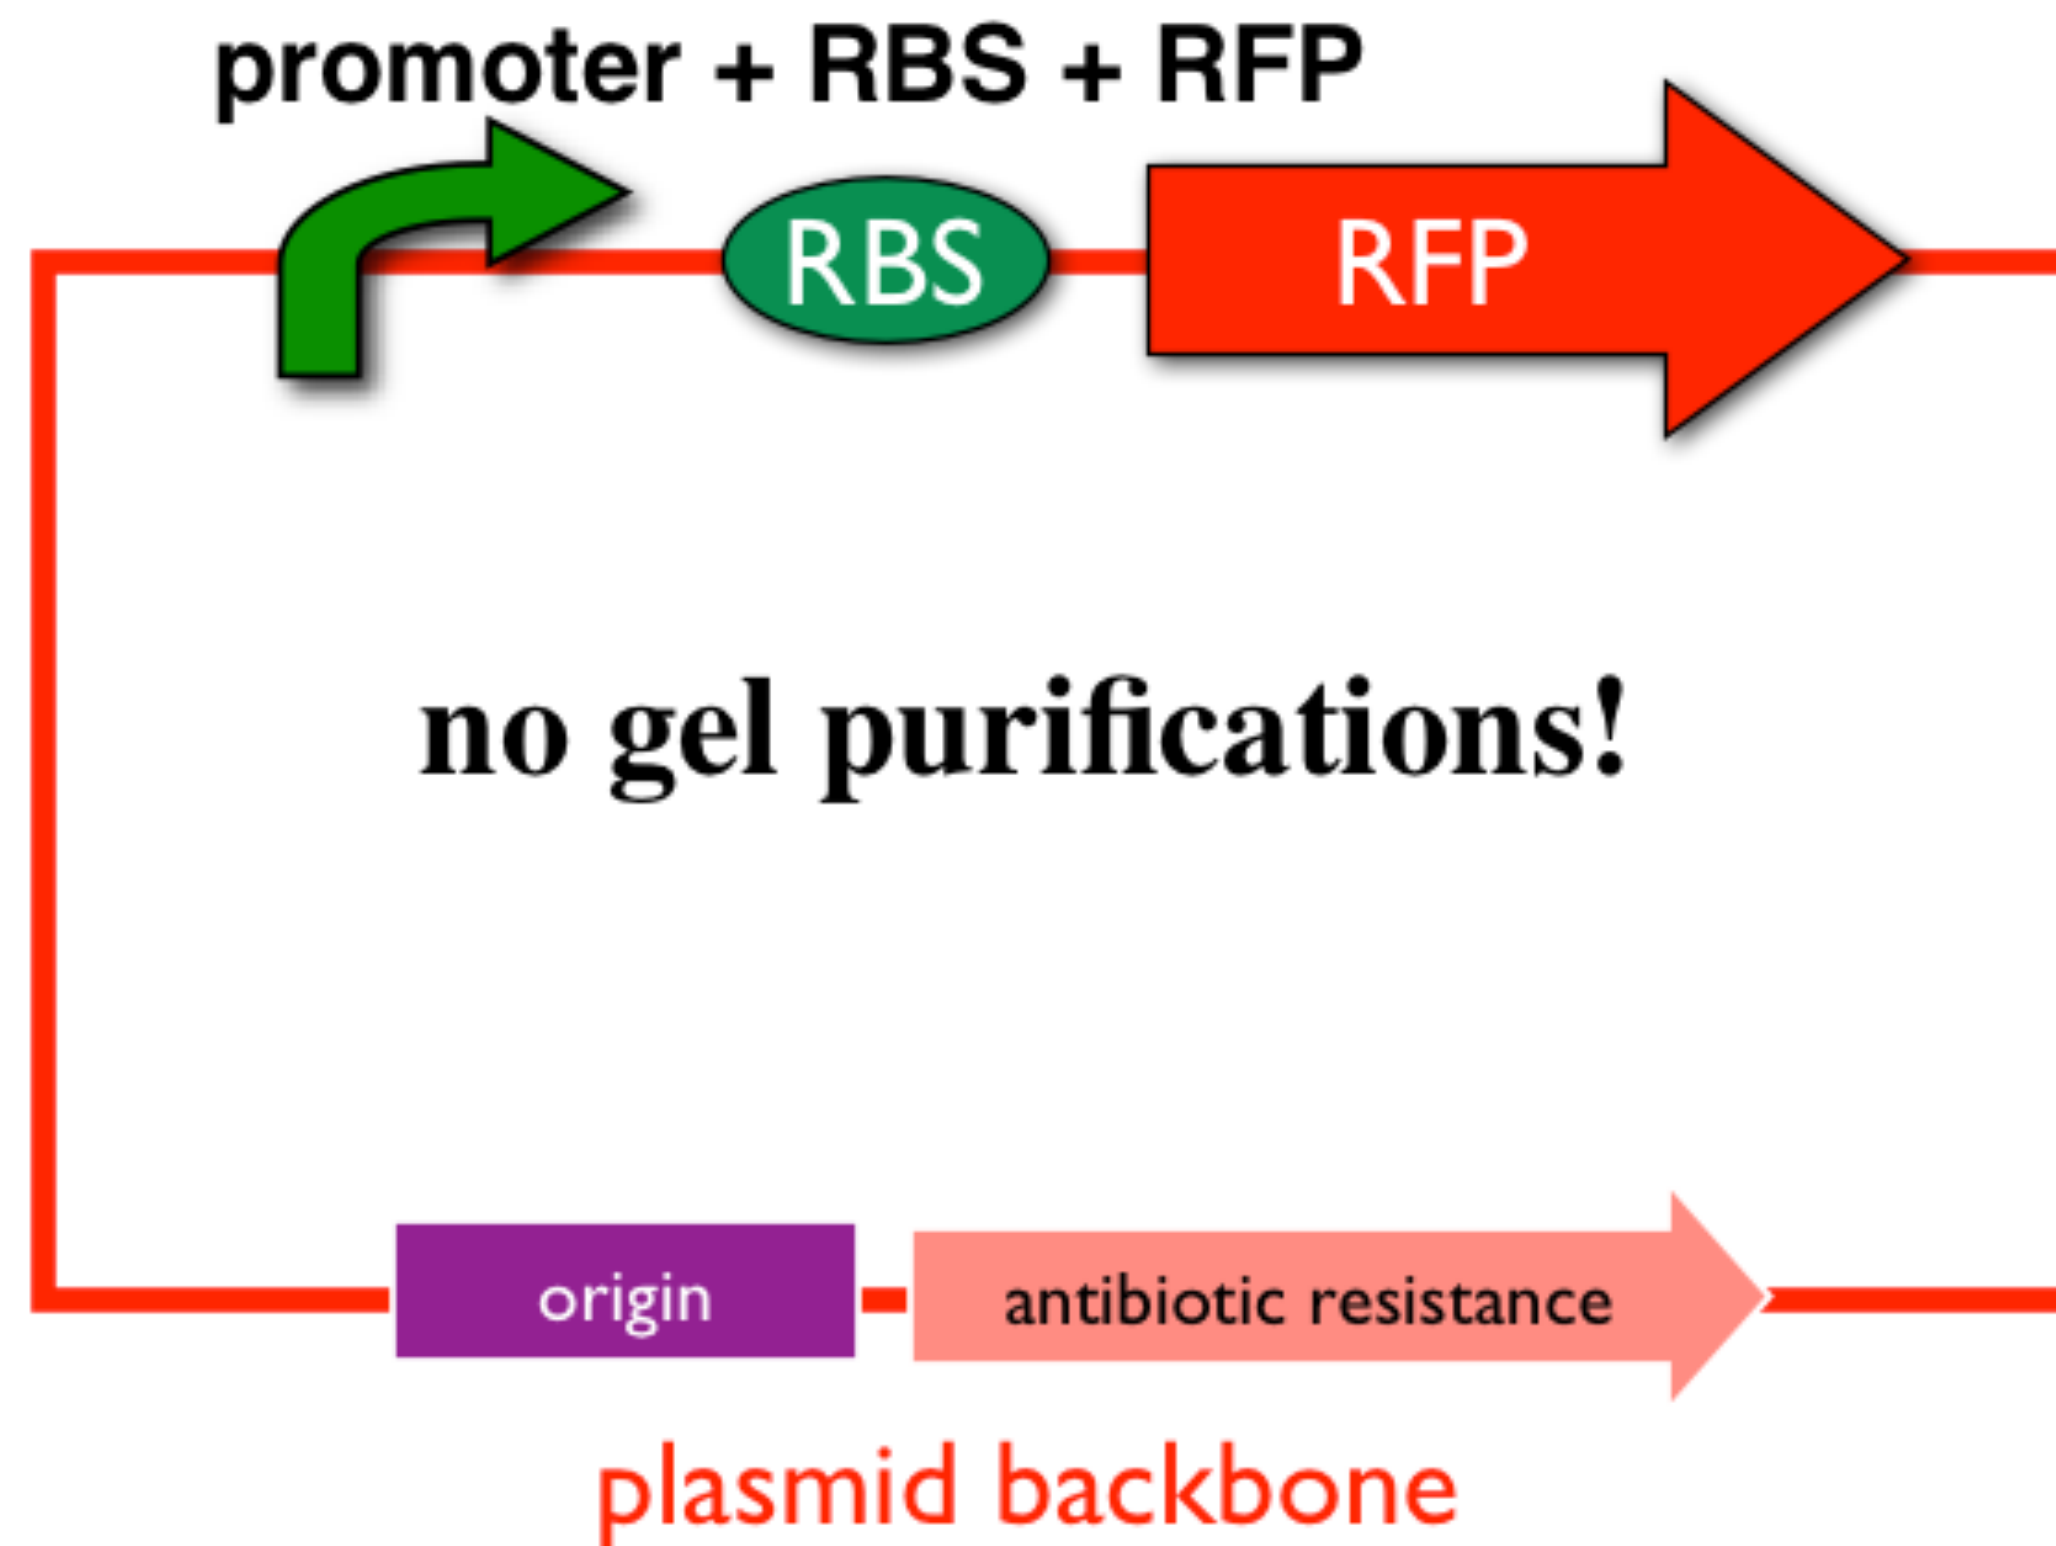 promoter + RBS + RFP
RBS
RFP
no gel purifications!
origin
antibiotic resistance
plasmid backbone